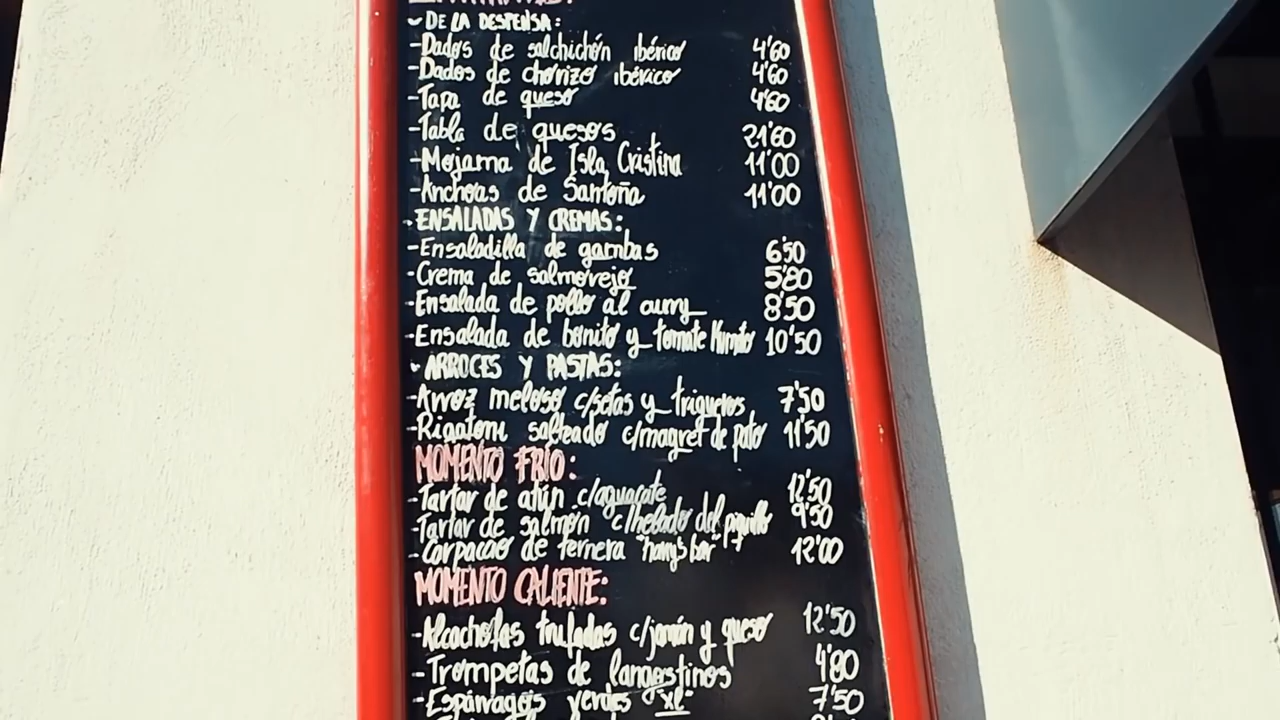 - DE LA DESPENSA:
-Dados de salchichón ibérico 4'60
-Dados de chorizo ibérico 4'60
-Tapa de queso 4'60
-Tabla de quesos 21'60
-Mojama de Isla Cristina 11'00
-Anchoas de Santoña 11'00
- ENSALADAS Y CREMAS:
-Ensaladilla de gambas 6'50
-Crema de salmorejo 5'80
-Ensalada de pollo al curry 8'50
-Ensalada de bonito y tomate Kumato 10'50
- ARROCES Y PASTAS:
-Arroz meloso c/setas y trigueros 7'50
-Rigatoni salteado c/magret de pato 11'50
MOMENTO FRÍO:
-Tartar de atún c/aguacate 12'50
-Tartar de salmón c/helado del piquillo 9'50
-Carpacao de ternera "harry's bar" 12'00
MOMENTO CALIENTE:
-Alcachofas trufadas c/jamón y queso 12'50
-Trompetas de langostinos 4'80
-Espárragos verdes "xl" 7'50